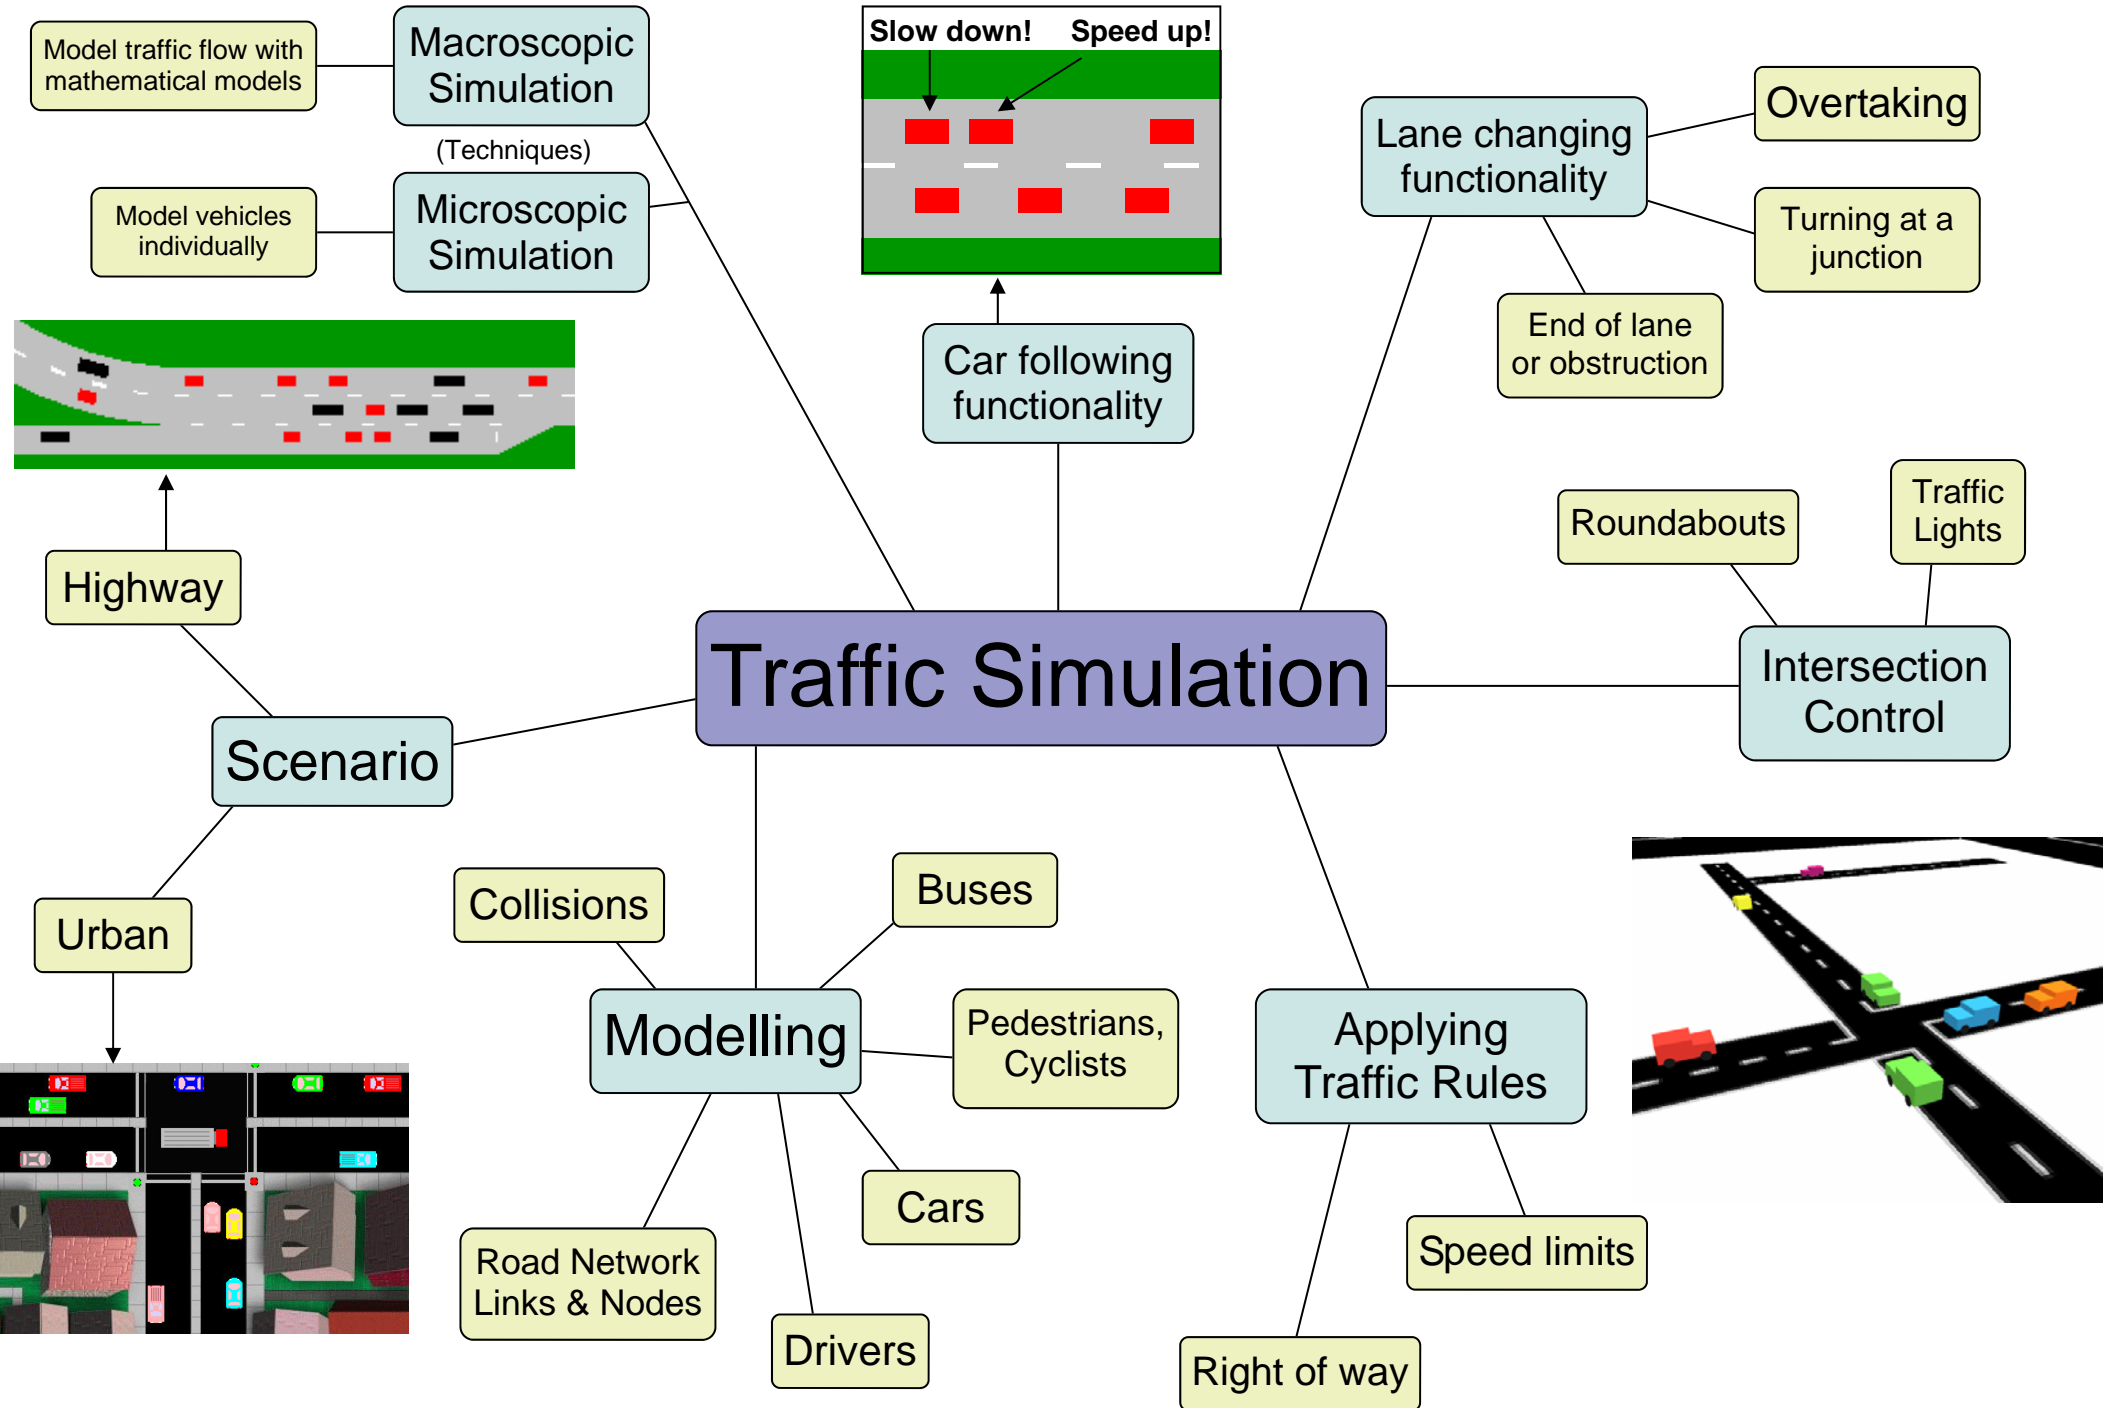 Model traffic flow with
mathematical models
Macroscopic
Simulation
(Techniques)
Model vehicles
individually
Microscopic
Simulation
Slow down!
Speed up!
Car following
functionality
Lane changing
functionality
Overtaking
Turning at a
junction
End of lane
or obstruction
Roundabouts
Traffic
Lights
Intersection
Control
Highway
Traffic Simulation
Scenario
Urban
Collisions
Buses
Modelling
Pedestrians,
Cyclists
Cars
Road Network
Links & Nodes
Drivers
Applying
Traffic Rules
Speed limits
Right of way